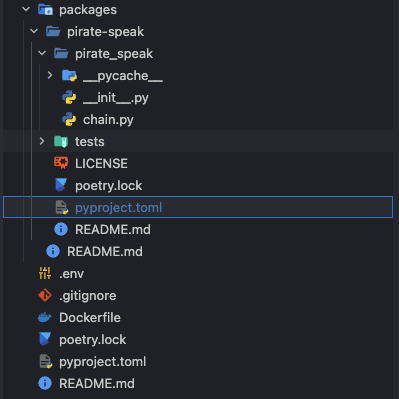 packages
pirate-speak
pirate_speak
__pycache__
__init__.py
chain.py
tests
LICENSE
poetry.lock
pyproject.toml
README.md
README.md
.env
.gitignore
Dockerfile
poetry.lock
pyproject.toml
README.md